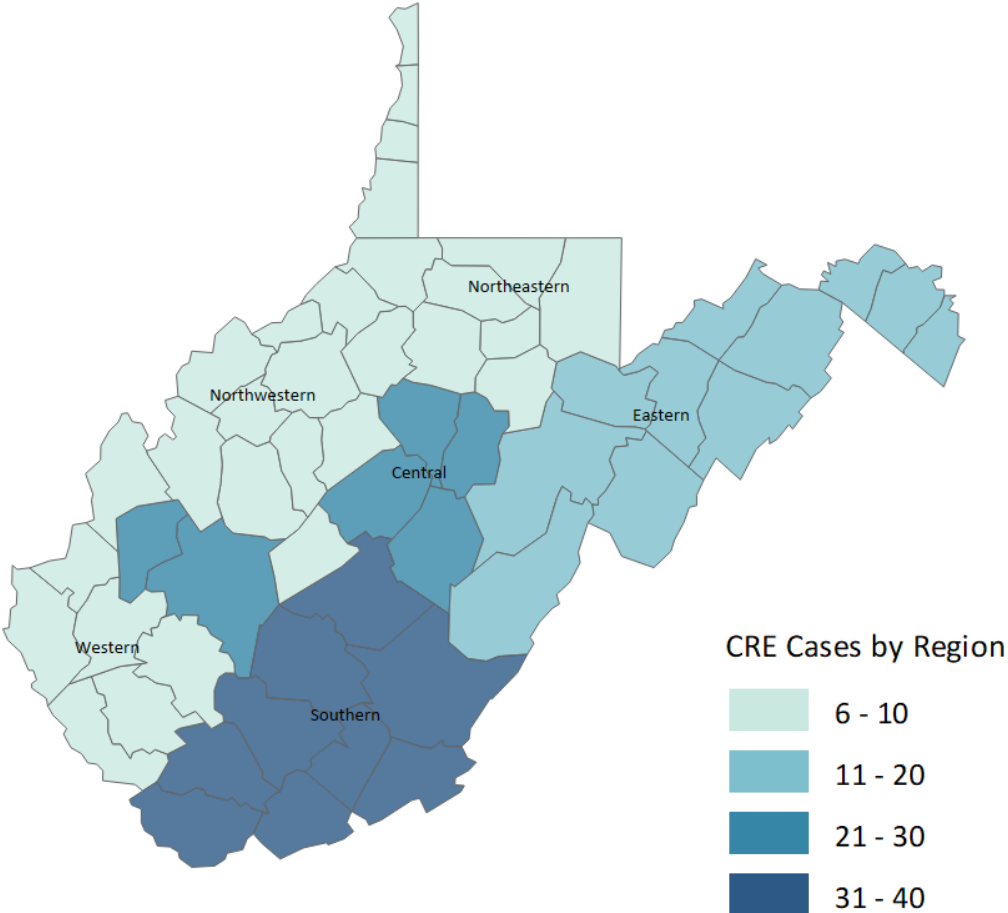 Northeastern
Northwestern
Eastern
Central
Western
Southern
CRE Cases by Region
6 - 10
11 - 20
21 - 30
31 - 40